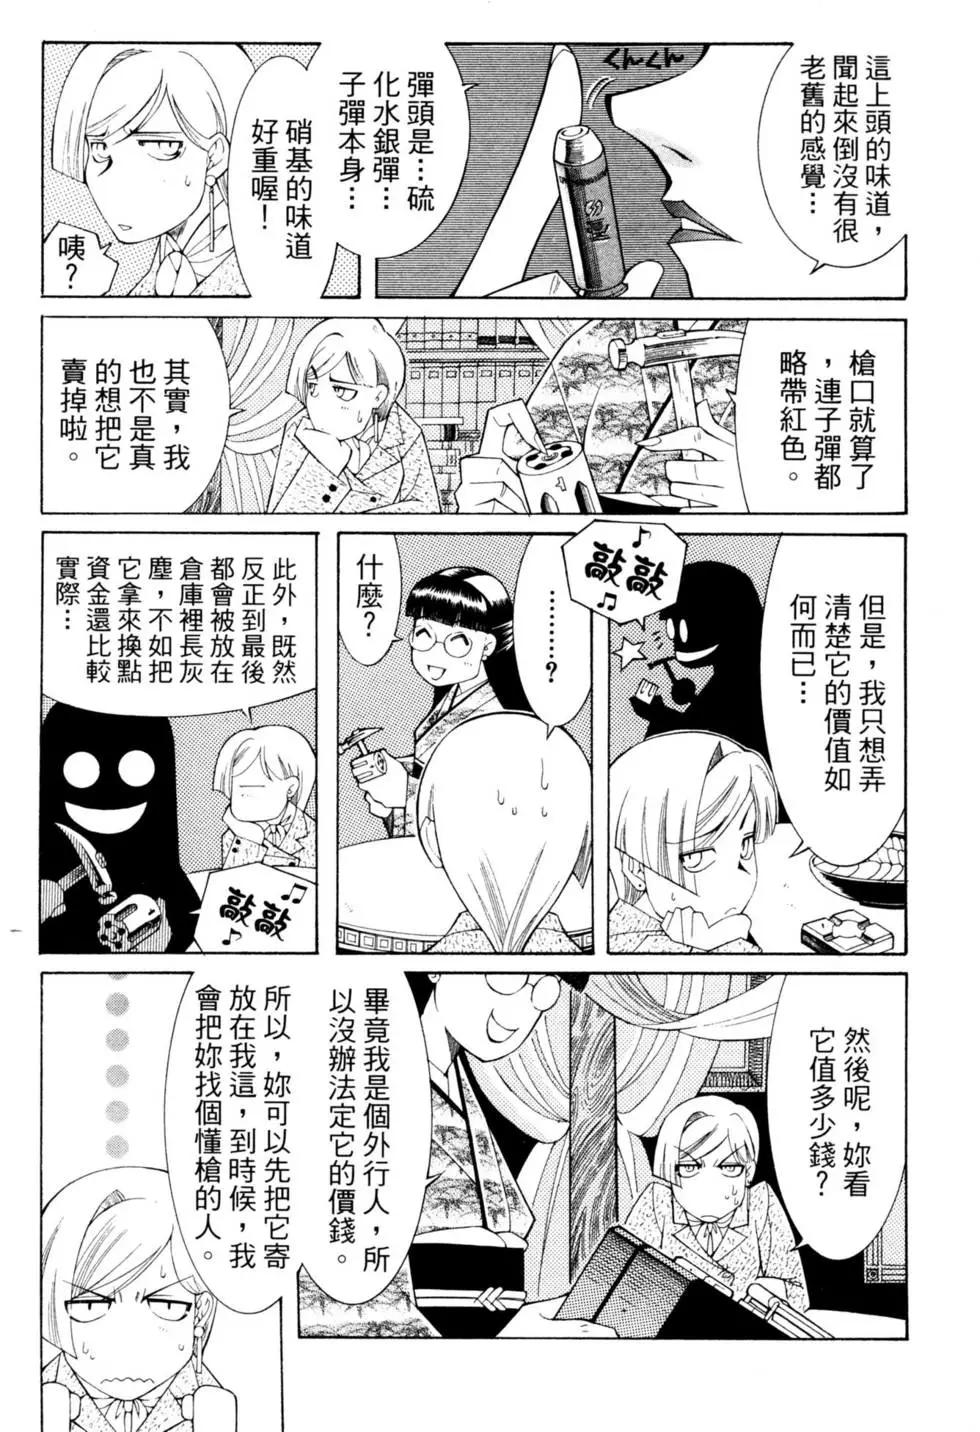 這上頭的味道，
聞起來倒沒有很
老舊的感覺…
くんくん
彈頭是…硫
化水銀彈…
子彈本身…
硝基的味道
好重喔！
咦？
槍口就算了
，連子彈都
略帶紅色。
1
其實，我
也不是真
的想把它
賣掉啦。
但是，我只想弄
清楚它的價值如
何而已…
敲敲
………？
什麼？
此外，既然
反正到最後
都會被放在
倉庫裡長灰
塵，不如把
它拿來換點
資金還比較
實際…
敲敲
然後呢，妳看
它值多少錢？
畢竟我是個外行人，所
以沒辦法定它的價錢。
所以，妳可以先把它寄
放在我這，到時候，我
會把妳找個懂槍的人。